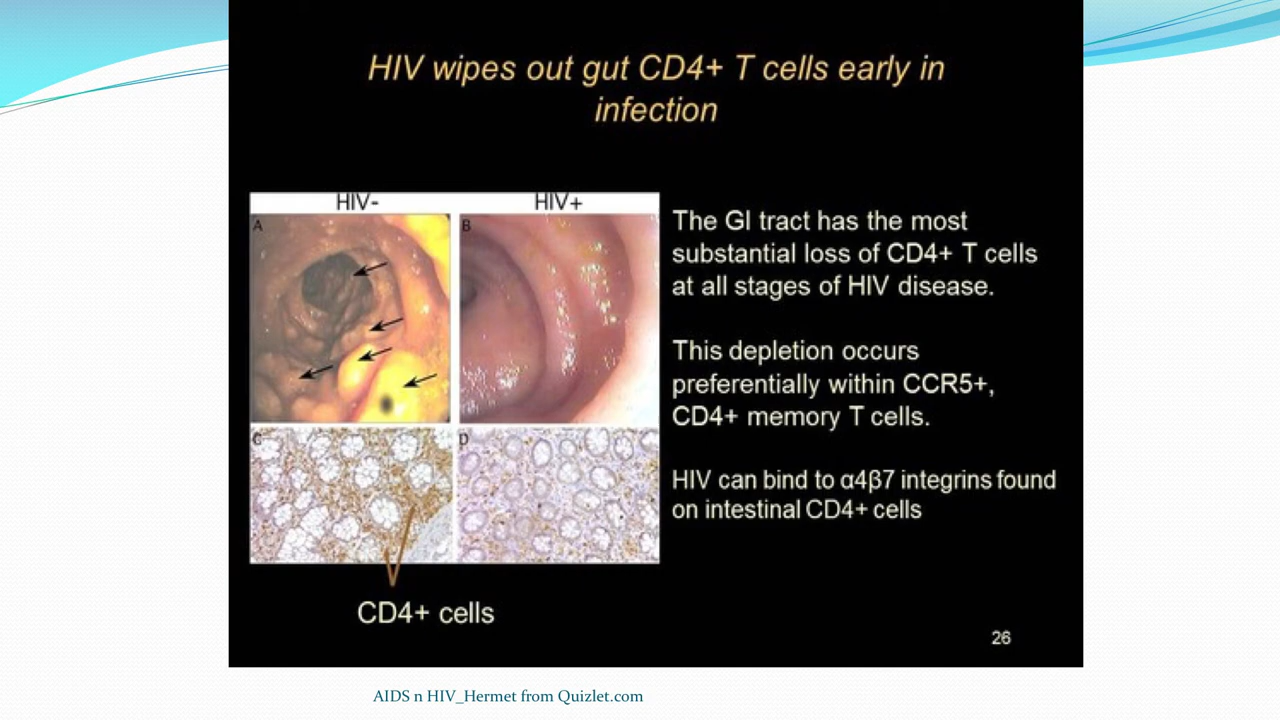 HIV wipes out gut CD4+ T cells early in
infection
HIV-
HIV+
A
B
The GI tract has the most
substantial loss of CD4+ T cells
at all stages of HIV disease.
This depletion occurs
preferentially within CCR5+,
CD4+ memory T cells.
C
D
HIV can bind to α4β7 integrins found
on intestinal CD4+ cells
CD4+ cells
26
AIDS n HIV_Hermet from Quizlet.com